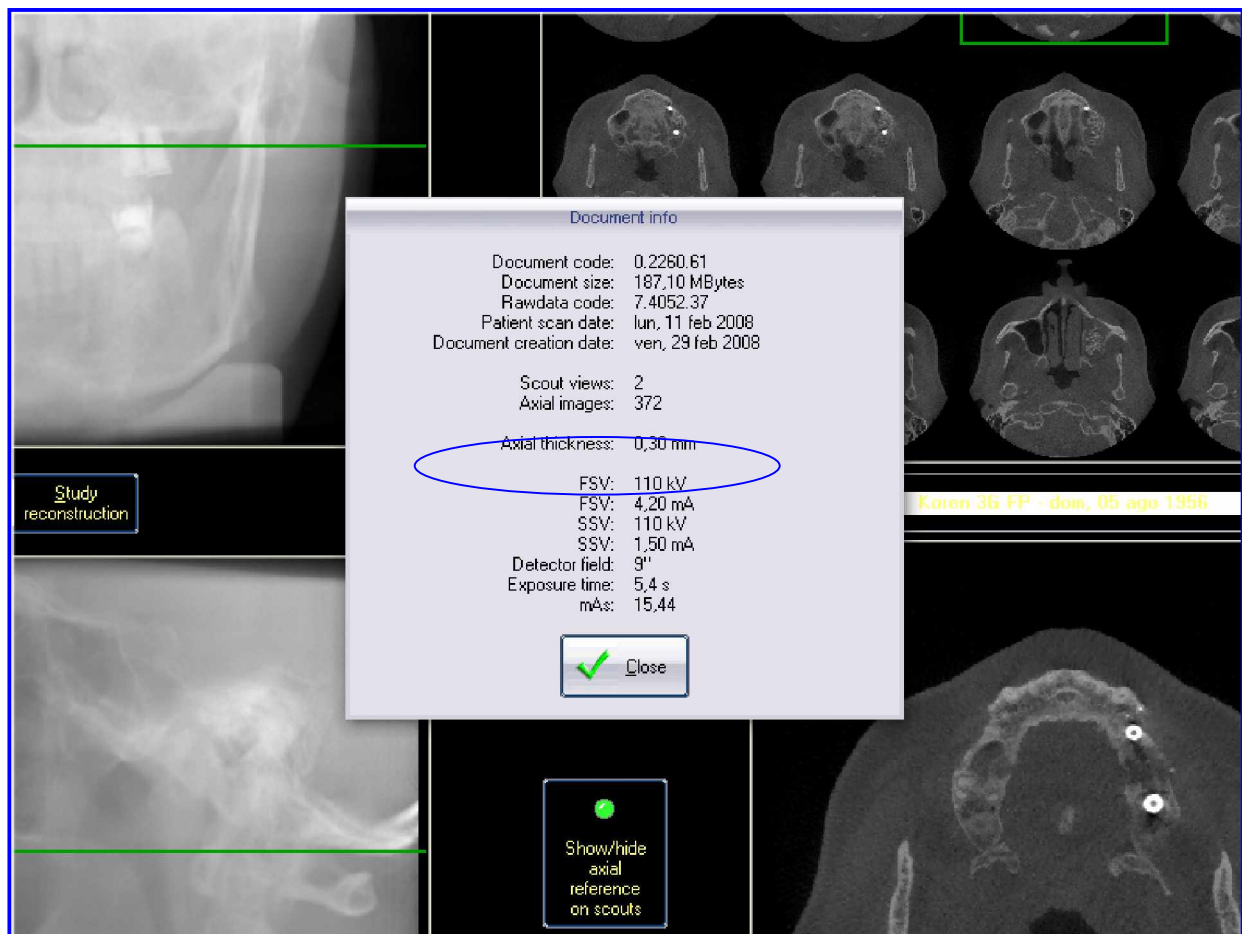 Document info
Document code: 0.2260.61
Document size: 187,10 MBytes
Rawdata code: 7.4052.37
Patient scan date: lun, 11 feb 2008
Document creation date: ven, 29 feb 2008
Scout views: 2
Axial images: 372
Axial thickness: 0,30 mm
FSV: 110 kV
FSV: 4,20 mA
SSV: 110 kV
SSV: 1,50 mA
Detector field: 9"
Exposure time: 5,4 s
mAs: 15,44
Close
Study
reconstruction
Koren 3G FP - dom, 05 ago 1956
Show/hide
axial
reference
on scouts